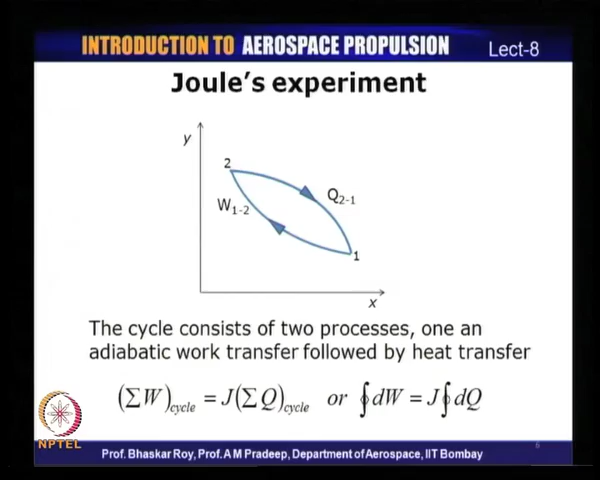 INTRODUCTION TO AEROSPACE PROPULSION
Lect-8
Joule's experiment
y
2
Q2-1
W1-2
1
x
The cycle consists of two processes, one an
adiabatic work transfer followed by heat transfer
(ΣW)cycle = J(ΣQ)cycle or ∮dW = J∮dQ
NPTEL
6
Prof. Bhaskar Roy, Prof. A M Pradeep, Department of Aerospace, IIT Bombay